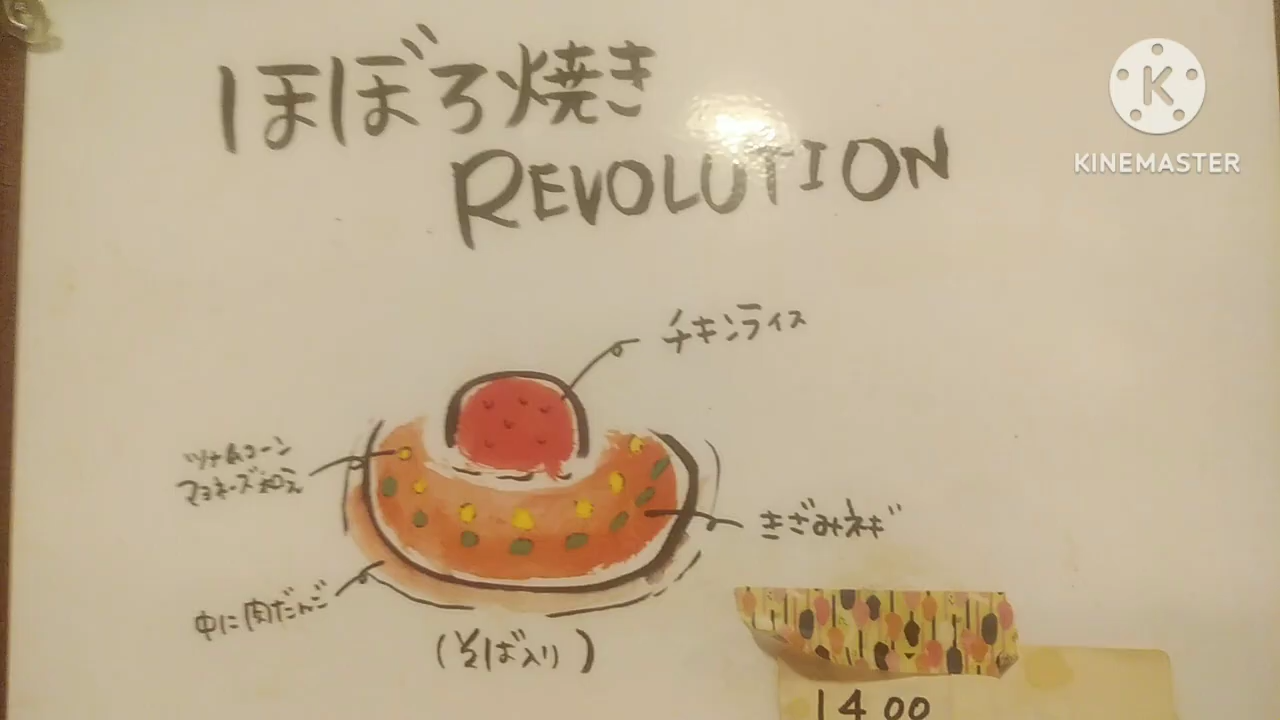 ほぼろ焼き
REVOLUTION
K
KINEMASTER
チキンライス
ツナ&コーン
マヨネーズ和え
きざみネギ
中に肉だんご
(そば入り)
1400